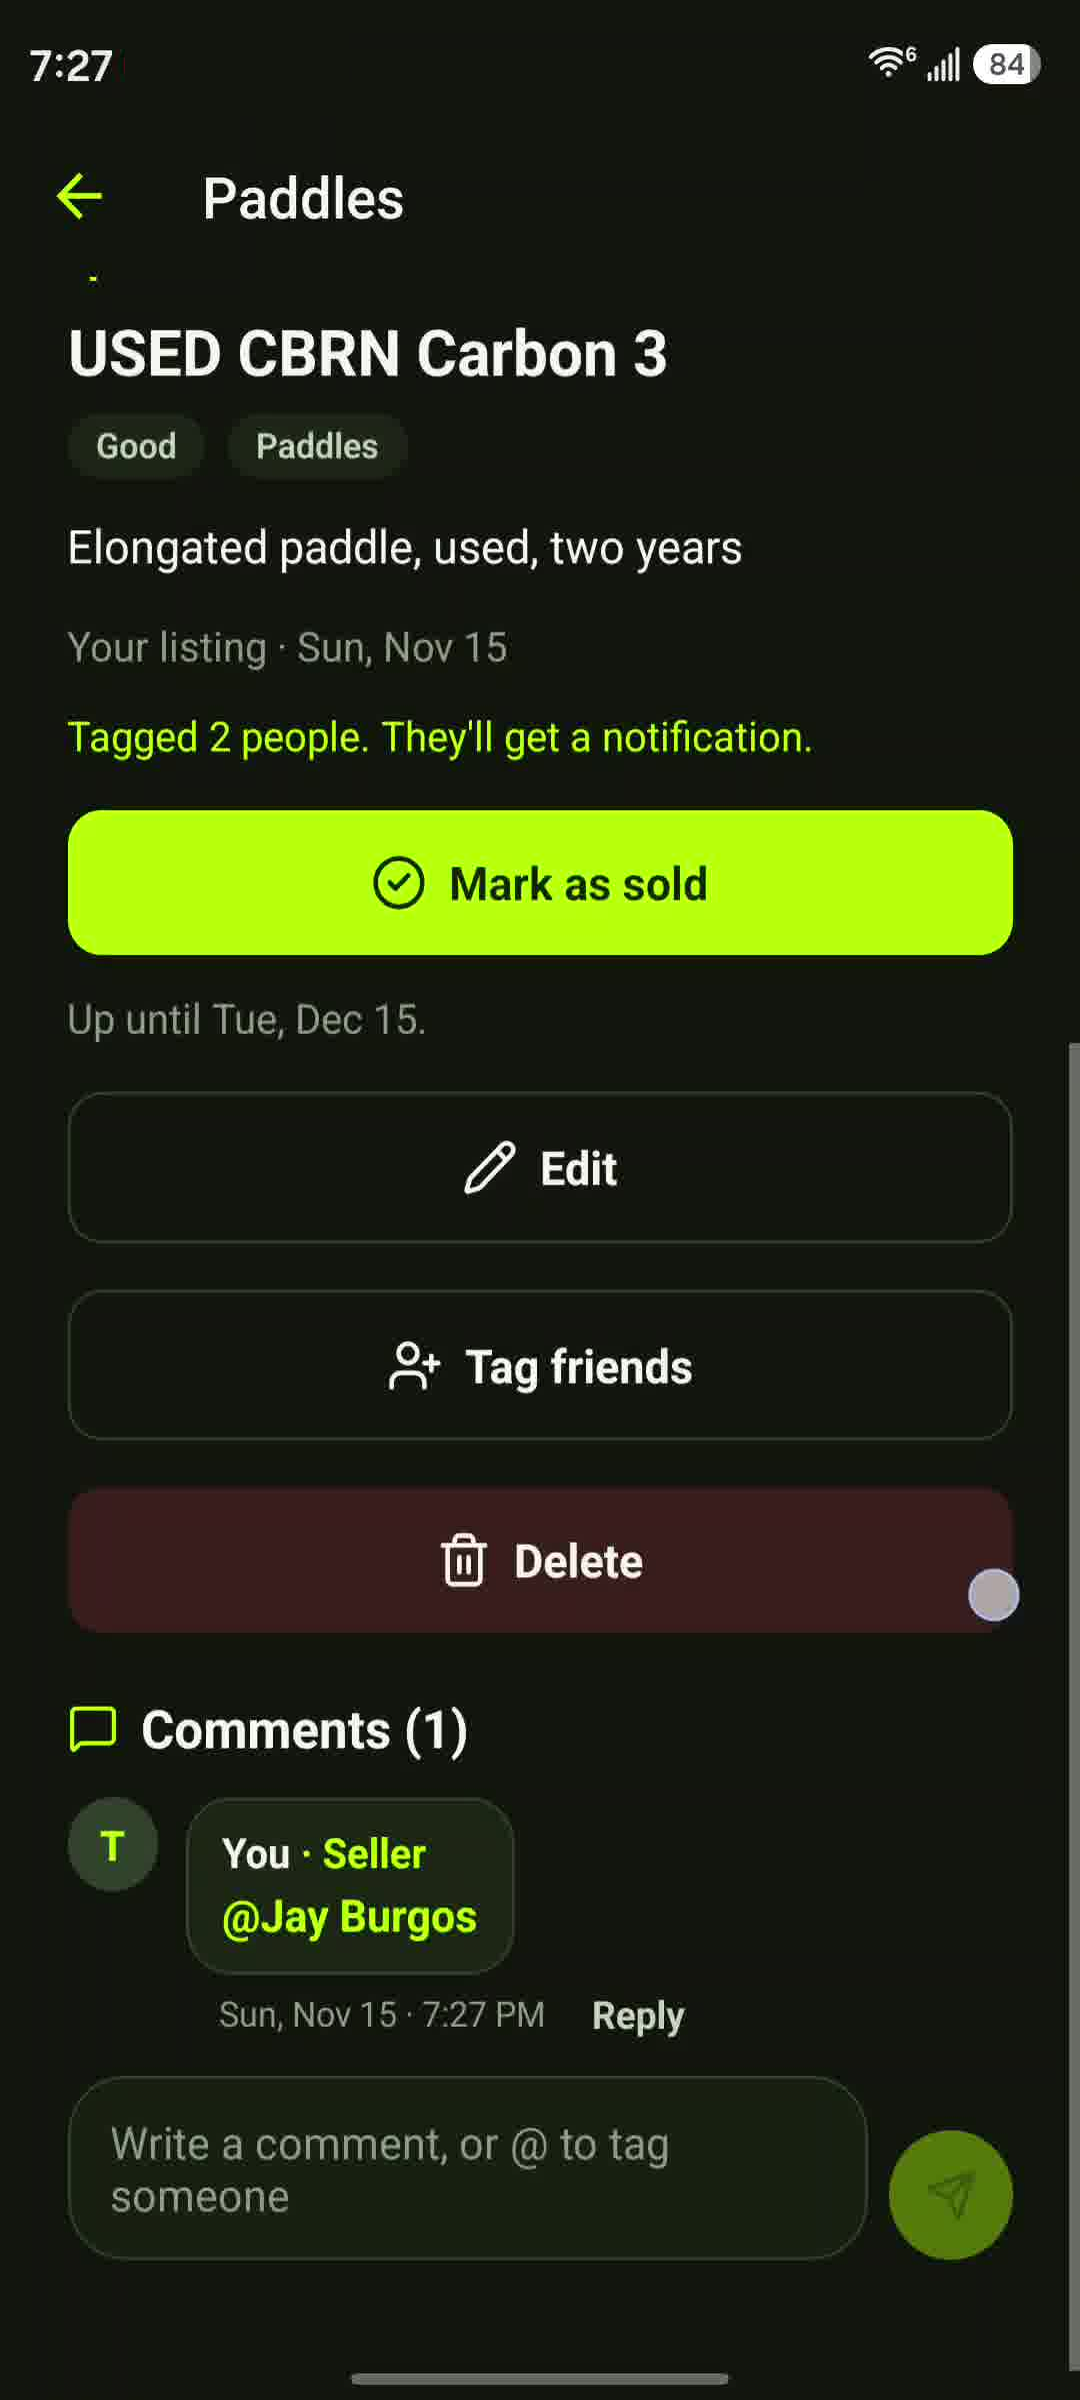 7:27
6
84
Paddles
USED CBRN Carbon 3
Good
Paddles
Elongated paddle, used, two years
Your listing · Sun, Nov 15
Tagged 2 people. They'll get a notification.
Mark as sold
Up until Tue, Dec 15.
Edit
Tag friends
Delete
Comments (1)
T
You · Seller
@Jay Burgos
Sun, Nov 15 · 7:27 PM
Reply
Write a comment, or @ to tag
someone